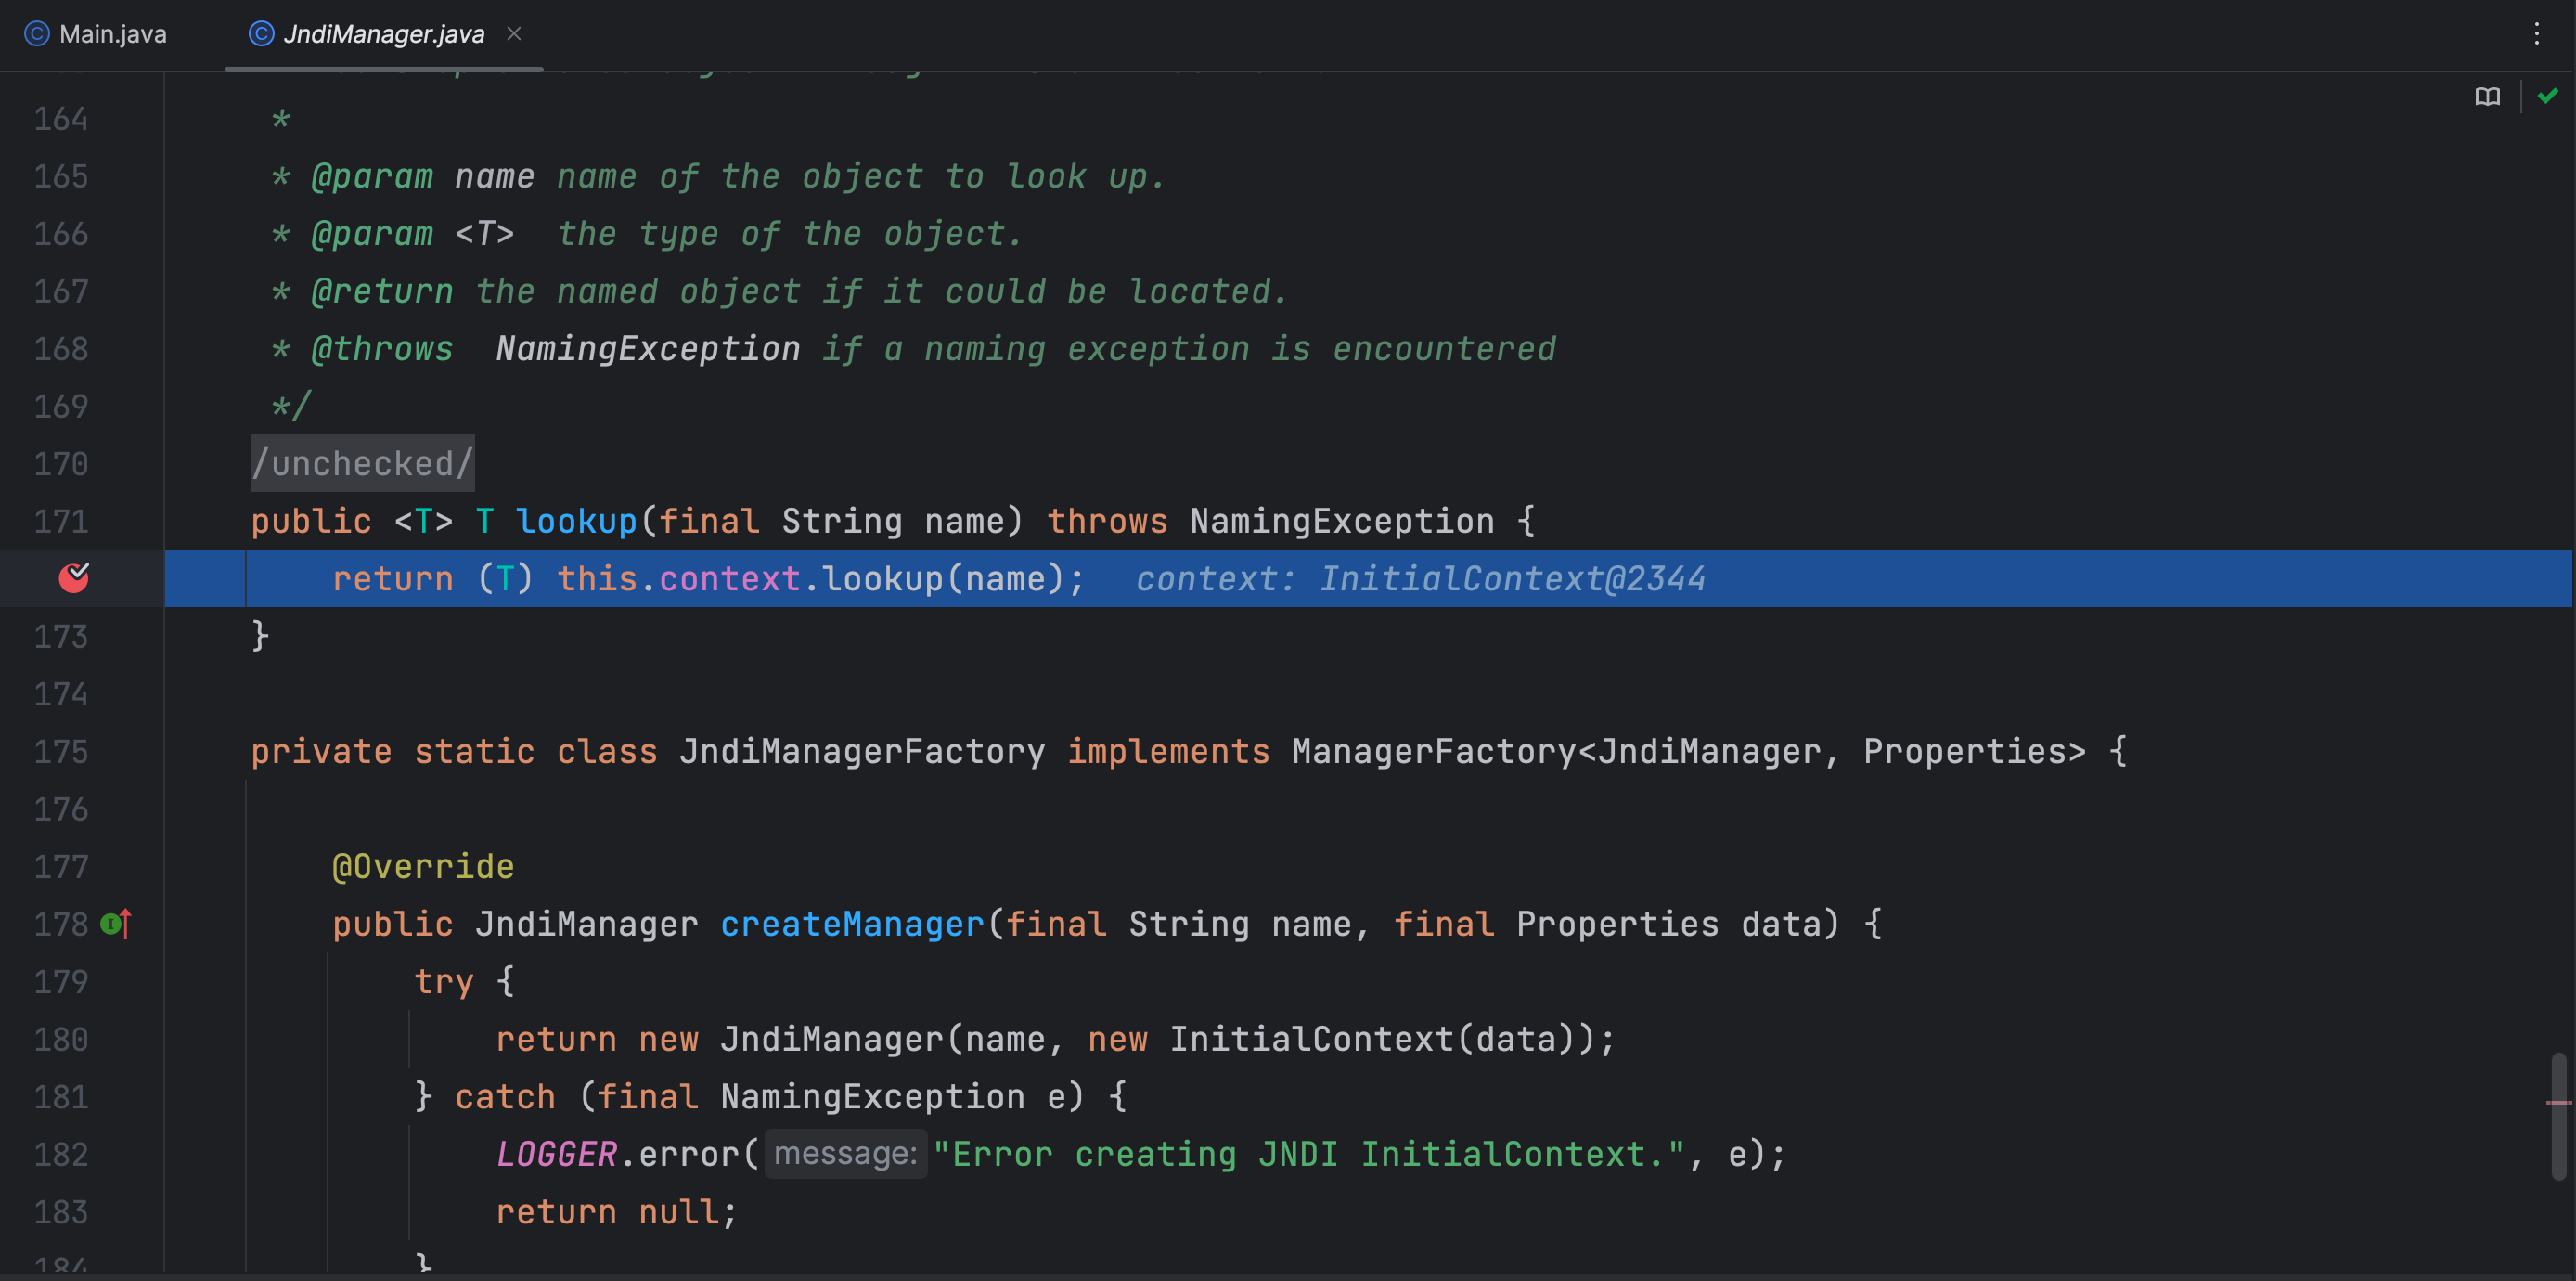 Main.java JndiManager.java
164 *
165 * @param name name of the object to look up.
166 * @param <T>  the type of the object.
167 * @return the named object if it could be located.
168 * @throws  NamingException if a naming exception is encountered
169 */
170 /unchecked/
171 public <T> T lookup(final String name) throws NamingException {
return (T) this.context.lookup(name); context: InitialContext@2344
173 }
174
175 private static class JndiManagerFactory implements ManagerFactory<JndiManager, Properties> {
176
177 @Override
178 public JndiManager createManager(final String name, final Properties data) {
179 try {
180 return new JndiManager(name, new InitialContext(data));
181 } catch (final NamingException e) {
182 LOGGER.error( message: "Error creating JNDI InitialContext.", e);
183 return null;
184 }